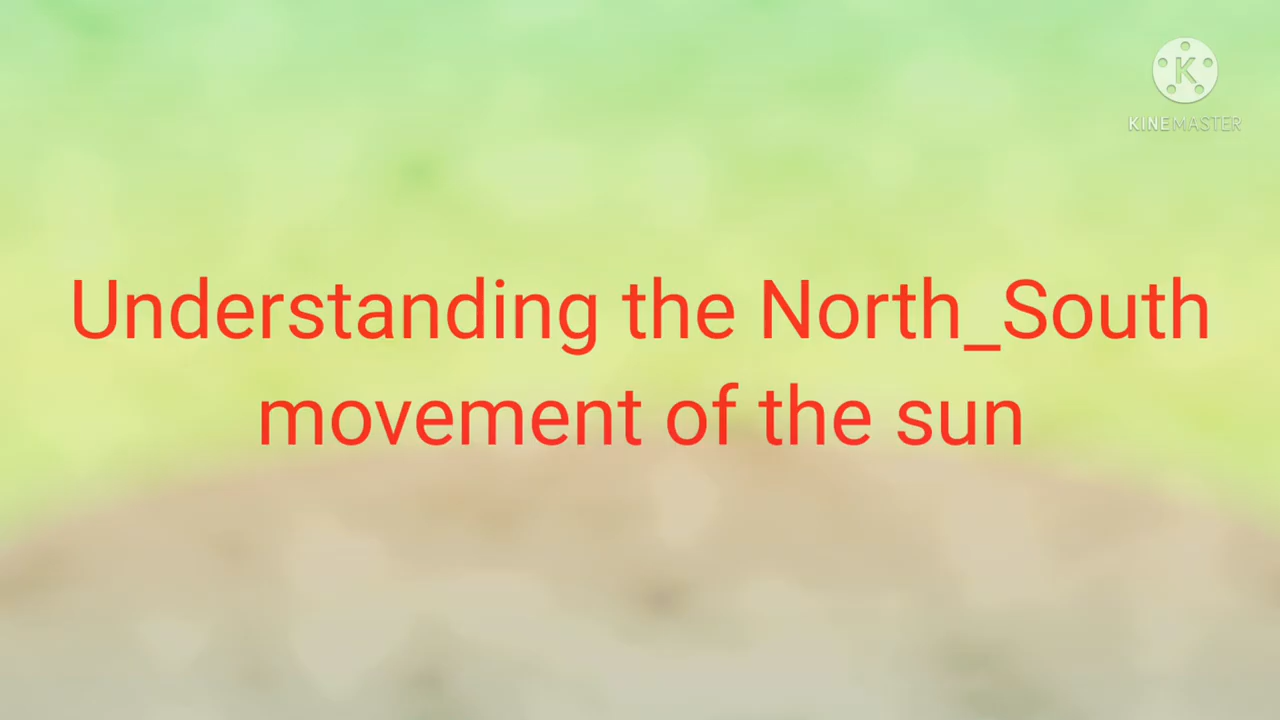 K
KINEMASTER
Understanding the North_South
movement of the sun